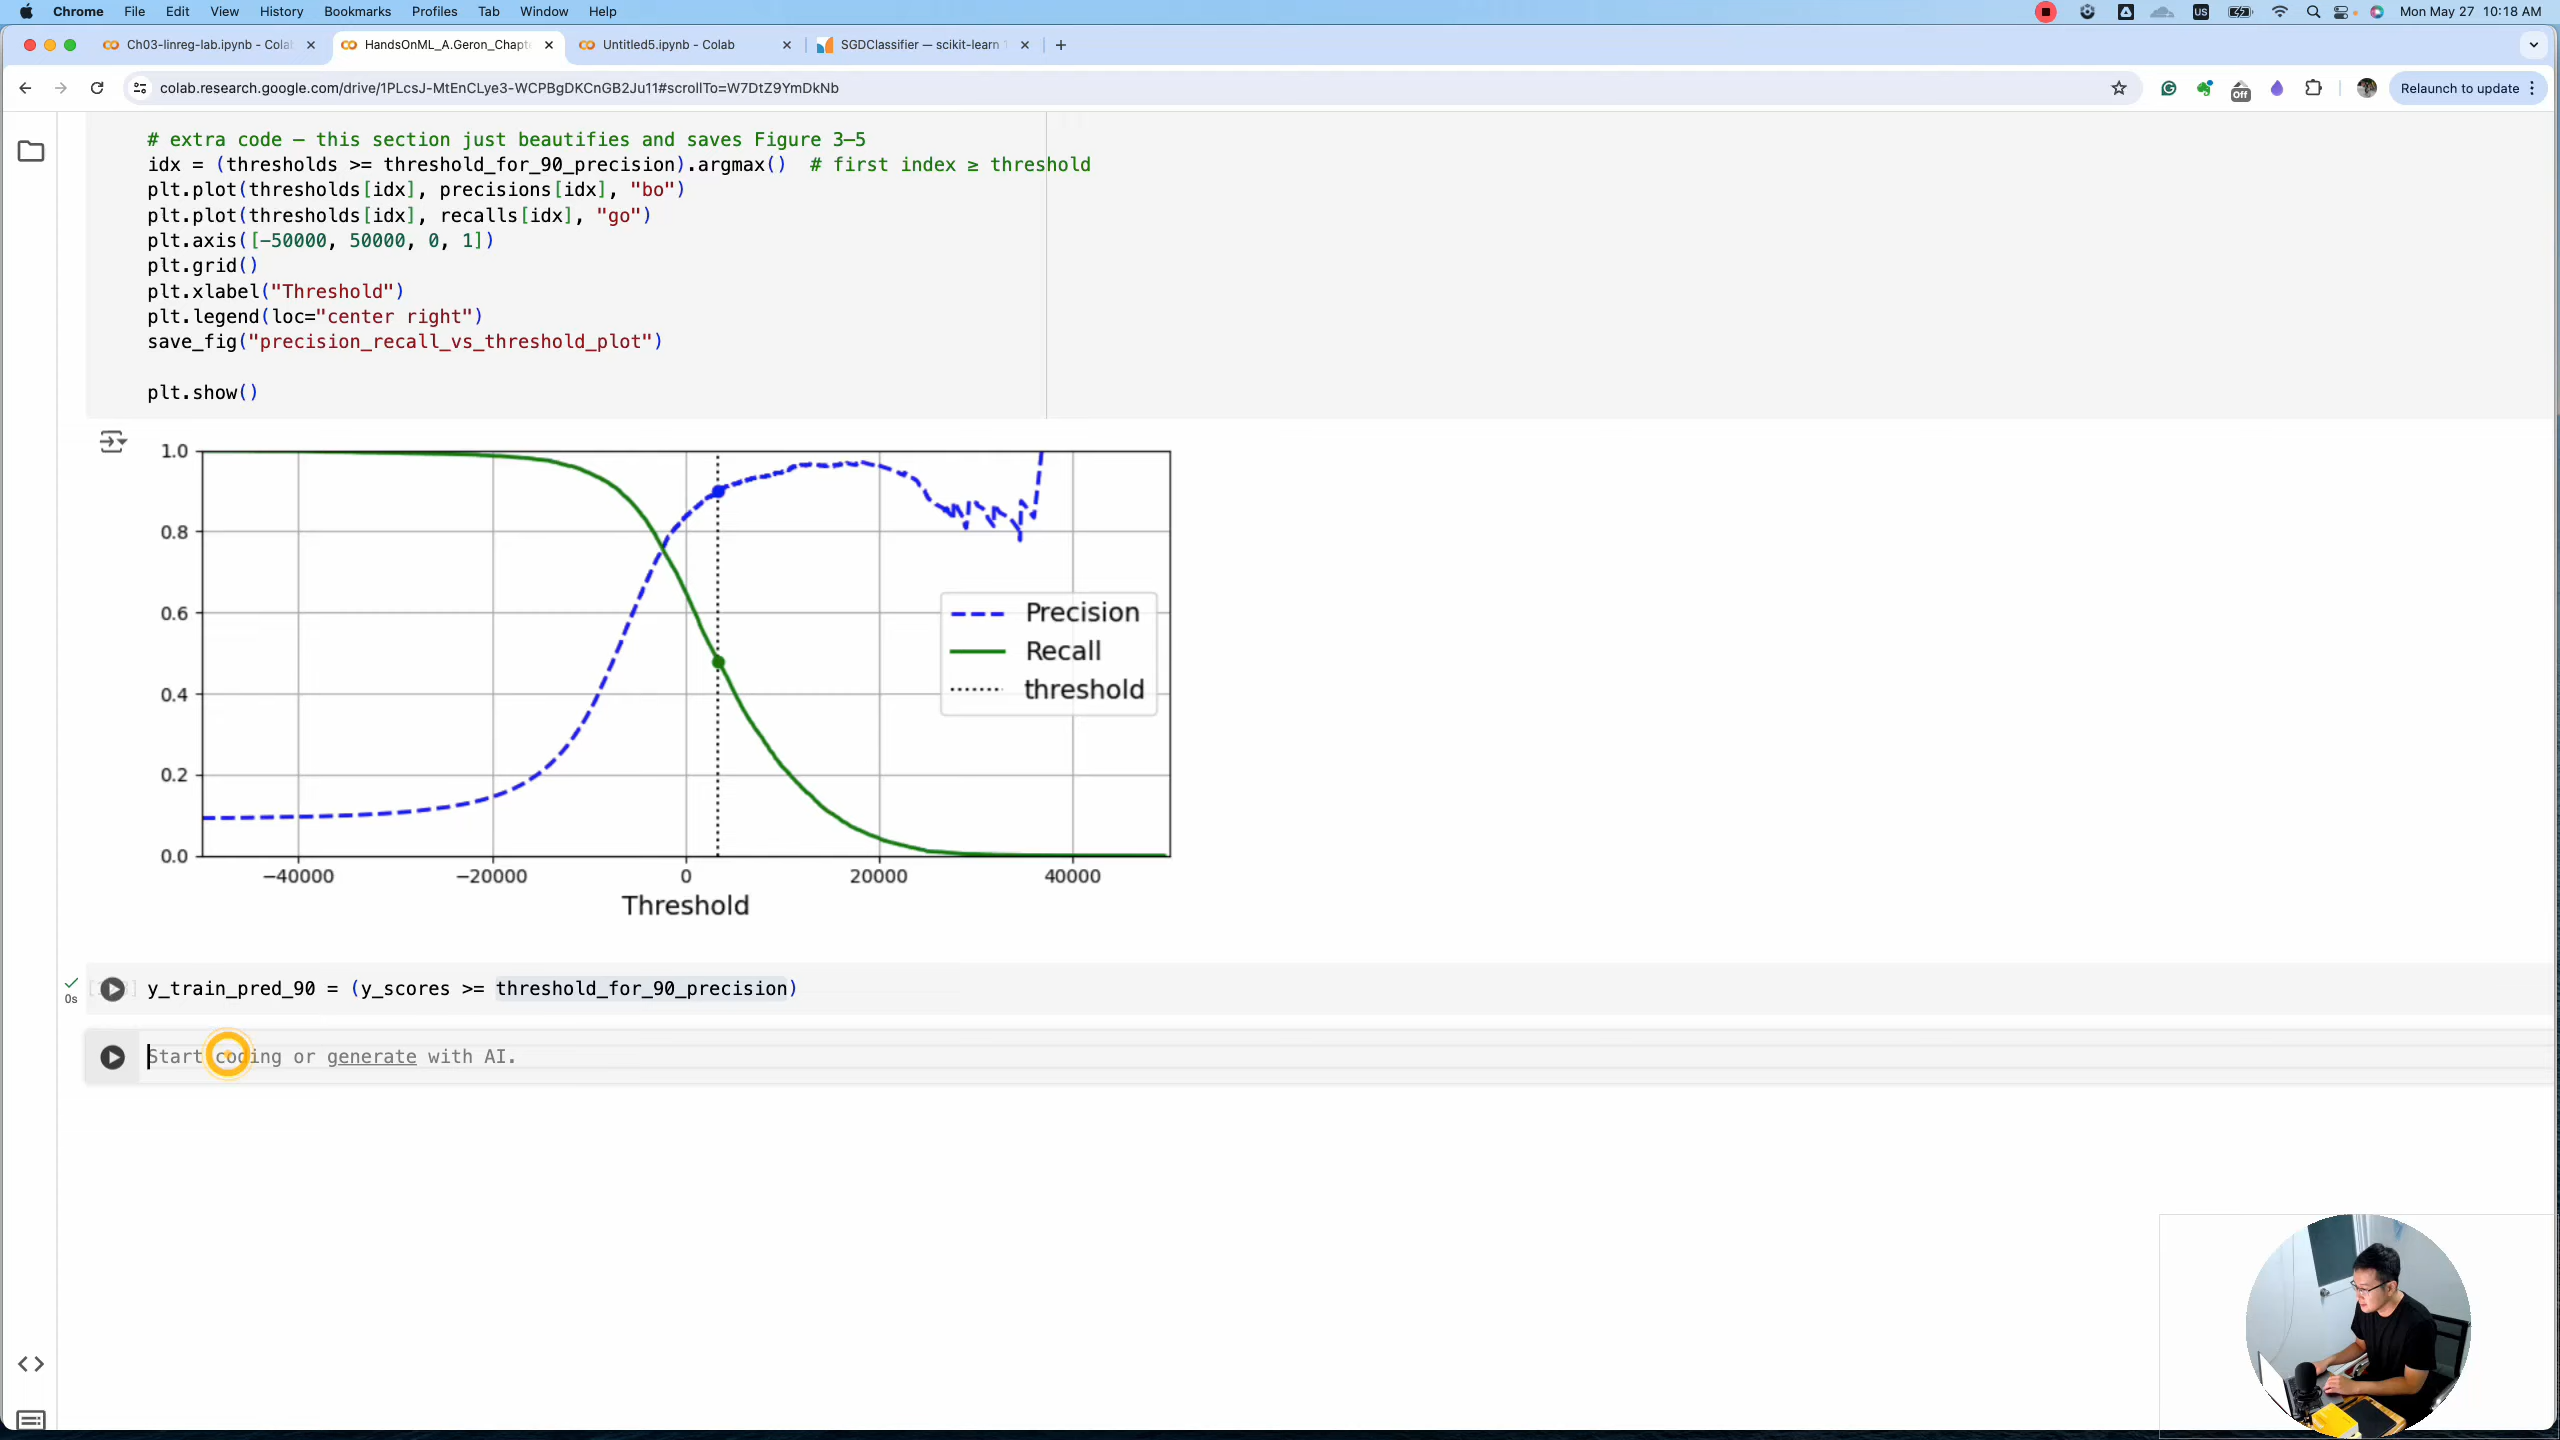 Chrome File Edit View History Bookmarks Profiles Tab Window Help US Mon May 27 10:18 AM
Ch03-linreg-lab.ipynb - Cola HandsOnML_A.Geron_Chapt Untitled5.ipynb - Colab SGDClassifier — scikit-learn
colab.research.google.com/drive/1PLcsJ-MtEnCLye3-WCPBgDKCnGB2Ju11#scrollTo=W7DtZ9YmDkNb Off Relaunch to update
# extra code – this section just beautifies and saves Figure 3–5
idx = (thresholds >= threshold_for_90_precision).argmax()  # first index ≥ threshold
plt.plot(thresholds[idx], precisions[idx], "bo")
plt.plot(thresholds[idx], recalls[idx], "go")
plt.axis([-50000, 50000, 0, 1])
plt.grid()
plt.xlabel("Threshold")
plt.legend(loc="center right")
save_fig("precision_recall_vs_threshold_plot")
plt.show()
1.0
0.8
0.6
0.4
0.2
0.0
Precision
Recall
threshold
−40000 −20000 0 20000 40000
Threshold
0s
y_train_pred_90 = (y_scores >= threshold_for_90_precision)
Start coding or generate with AI.